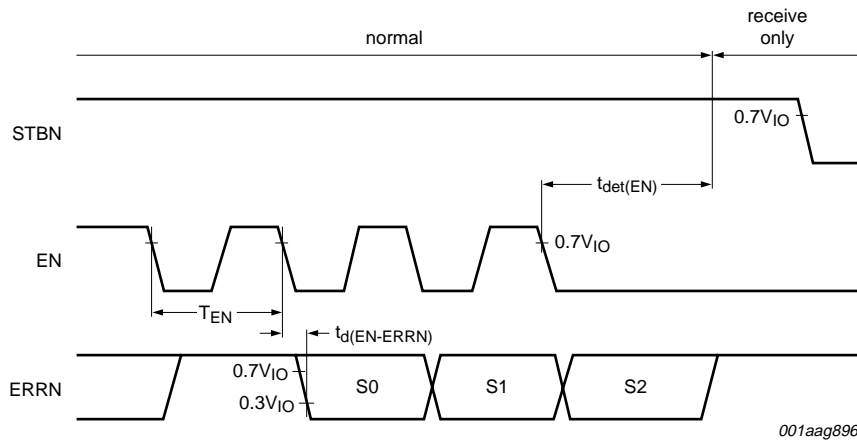 receive
normal
only
STBN
0.7VIO
tdet(EN)
EN
0.7VIO
TEN
td(EN-ERRN)
0.7VIO
ERRN
S0
S1
S2
0.3VIO
001aag896